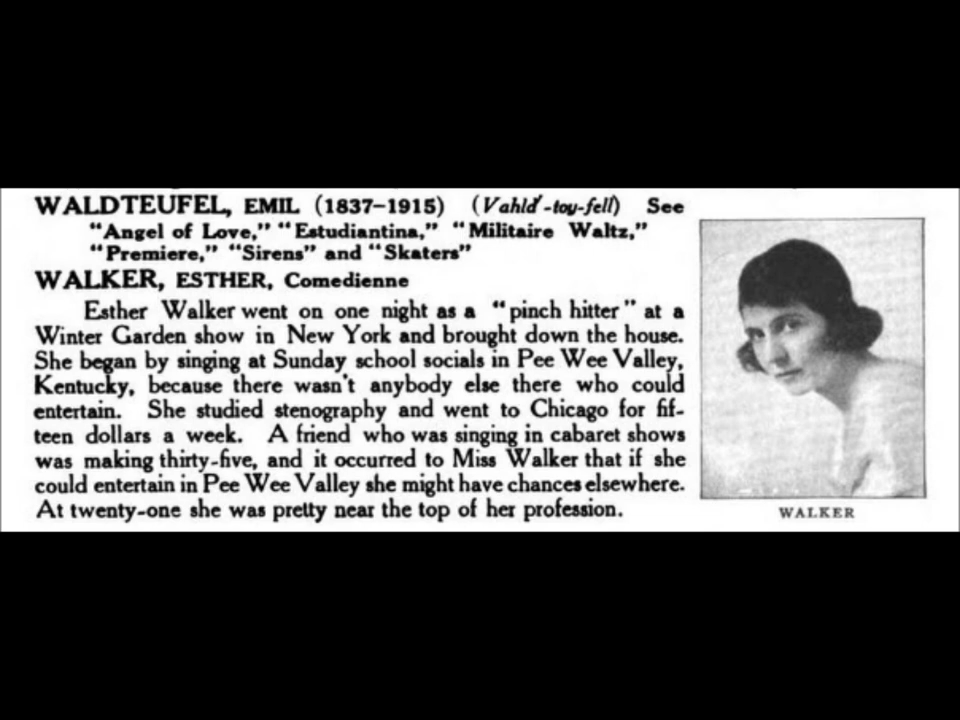 WALDTEUFEL, EMIL (1837–1915) (Vahld'-toy-fell) See
"Angel of Love," "Estudiantina," "Militaire Waltz,"
"Premiere," "Sirens" and "Skaters"
WALKER, ESTHER, Comedienne
Esther Walker went on one night as a "pinch hitter" at a
Winter Garden show in New York and brought down the house.
She began by singing at Sunday school socials in Pee Wee Valley,
Kentucky, because there wasn't anybody else there who could
entertain. She studied stenography and went to Chicago for fif-
teen dollars a week. A friend who was singing in cabaret shows
was making thirty-five, and it occurred to Miss Walker that if she
could entertain in Pee Wee Valley she might have chances elsewhere.
At twenty-one she was pretty near the top of her profession.
WALKER